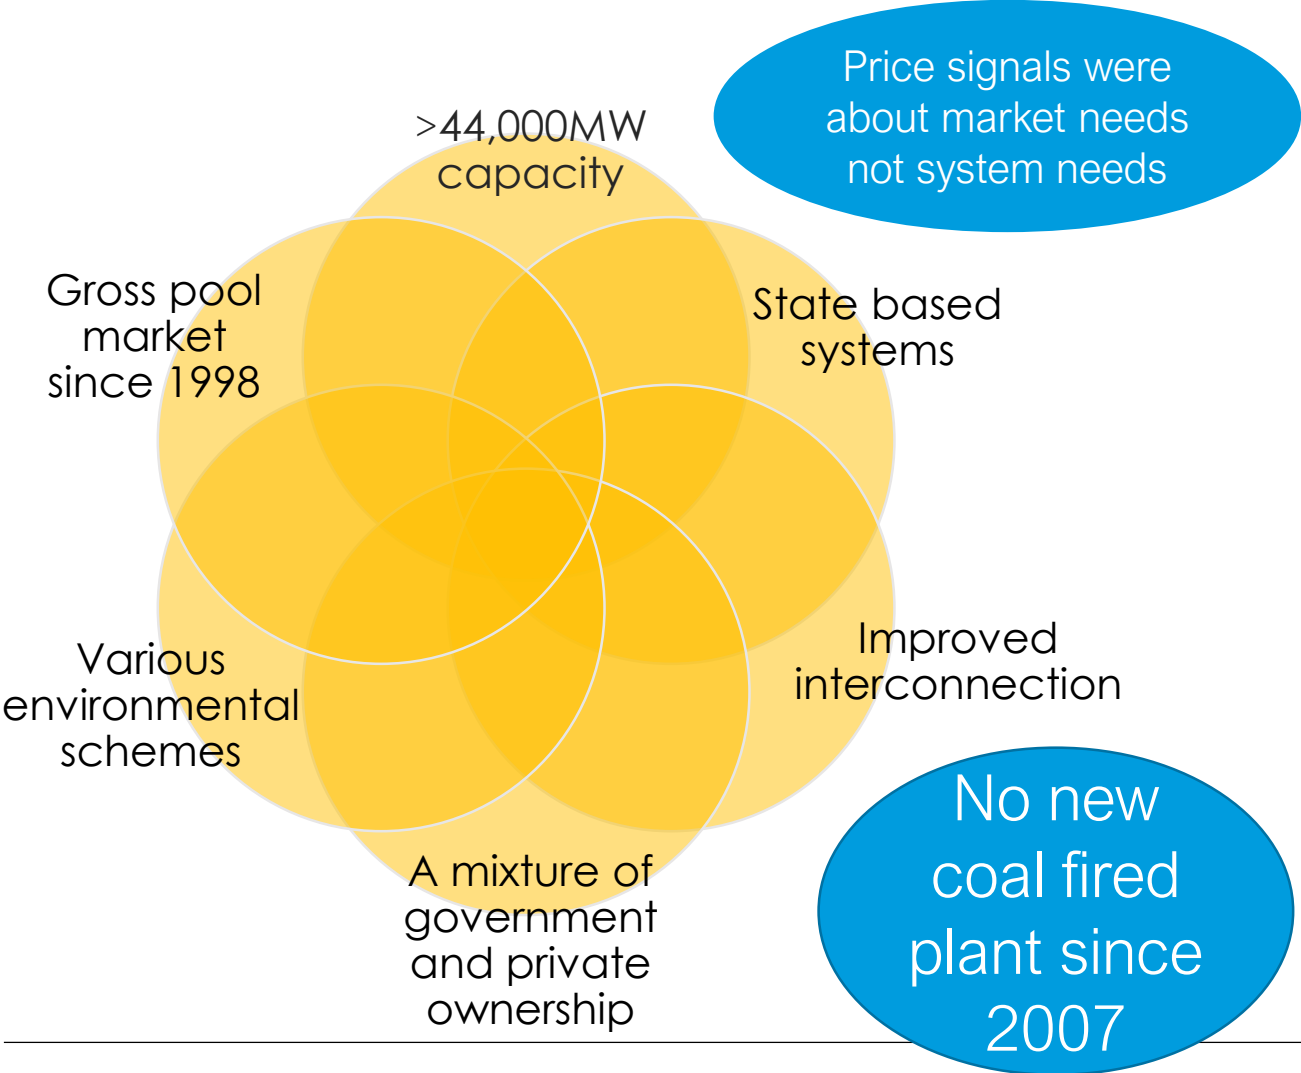 Price signals were
about market needs
not system needs
>44,000MW
capacity
Gross pool
market
since 1998
State based
systems
Various
environmental
schemes
Improved
interconnection
A mixture of
government
and private
ownership
No new
coal fired
plant since
2007